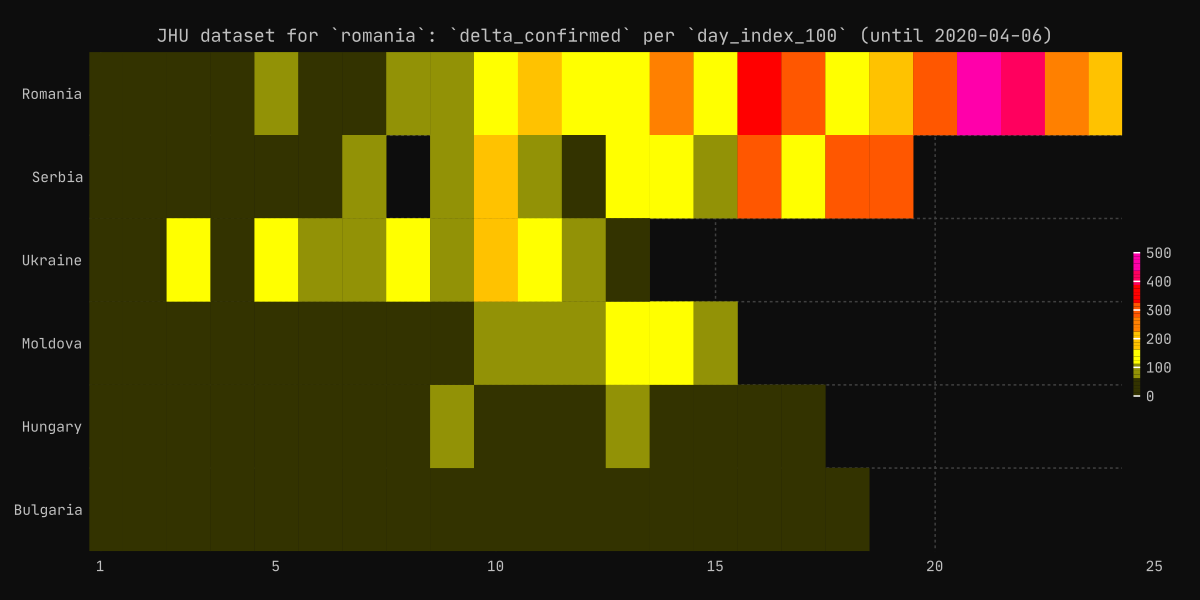 JHU dataset for `romania`: `delta_confirmed` per `day_index_100` (until 2020-04-06)
Romania
Serbia
Ukraine
Moldova
Hungary
Bulgaria
500
400
300
200
100
0
1 5 10 15 20 25